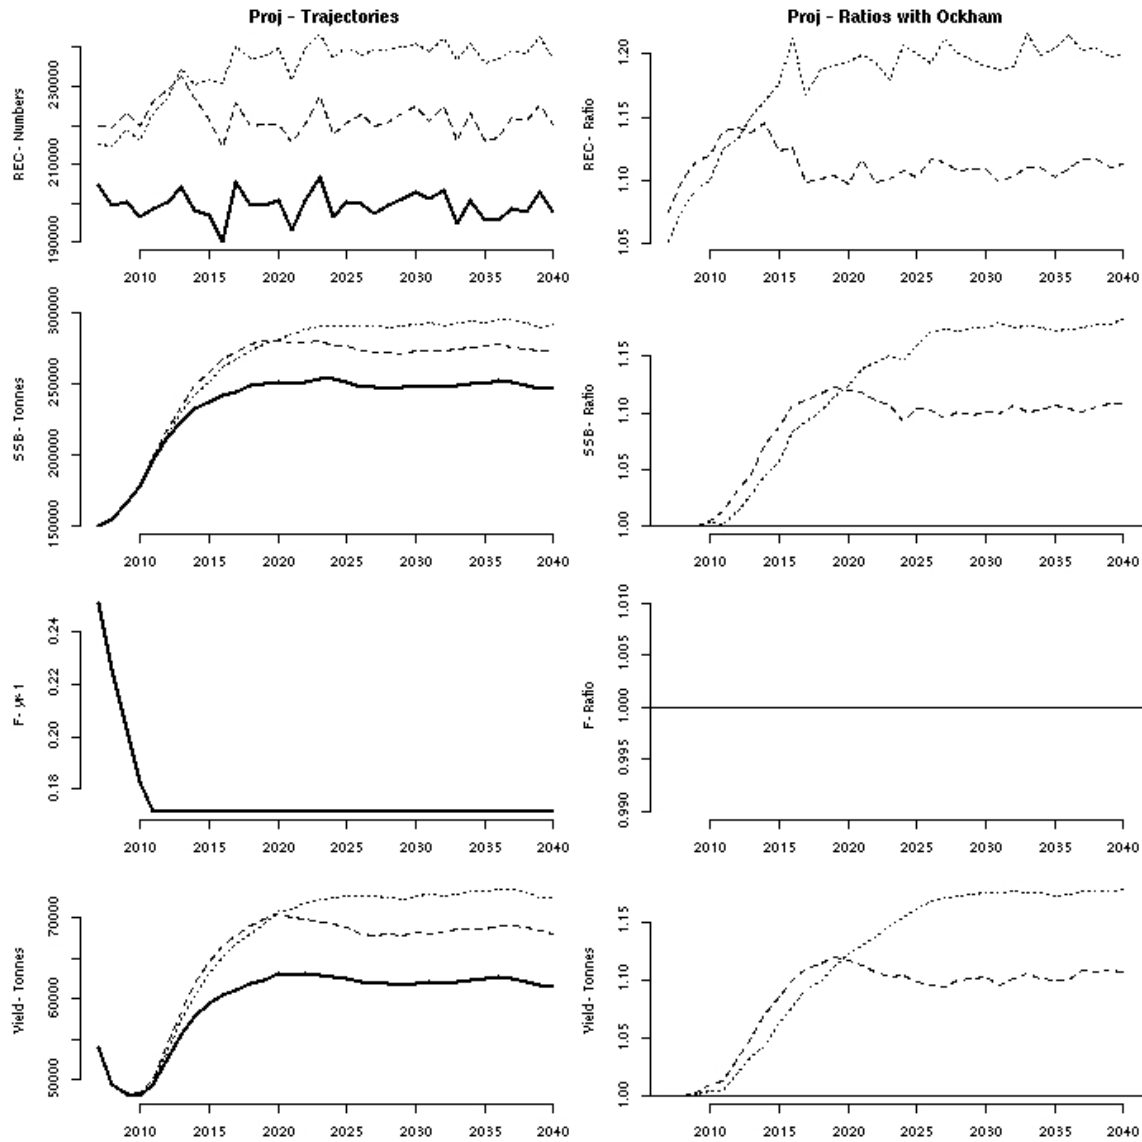 Proj - Trajectories
REC - Numbers
230000
210000
190000
2010 2015 2020 2025 2030 2035 2040
Proj - Ratios with Ockham
REC - Ratio
1.20
1.15
1.10
1.05
2010 2015 2020 2025 2030 2035 2040
SSB - Tonnes
300000
250000
200000
150000
2010 2015 2020 2025 2030 2035 2040
SSB - Ratio
1.15
1.10
1.05
1.00
2010 2015 2020 2025 2030 2035 2040
F - yr-1
0.24
0.22
0.20
0.18
2010 2015 2020 2025 2030 2035 2040
F - Ratio
1.010
1.005
1.000
0.995
0.990
2010 2015 2020 2025 2030 2035 2040
Yield - Tonnes
70000
60000
50000
2010 2015 2020 2025 2030 2035 2040
Yield - Tonnes
1.15
1.10
1.05
1.00
2010 2015 2020 2025 2030 2035 2040